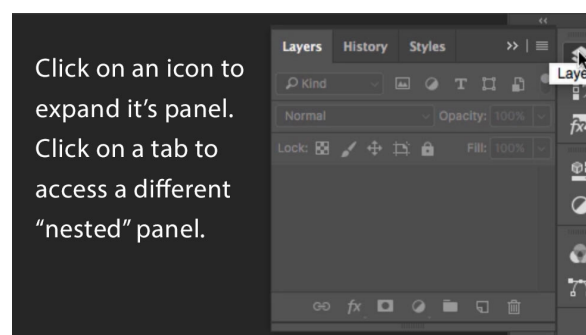 Click on an icon to
expand it’s panel.
Click on a tab to
access a different
“nested” panel.
Layers History Styles
Kind
Normal Opacity: 100%
Lock: Fill: 100%
fx
fx